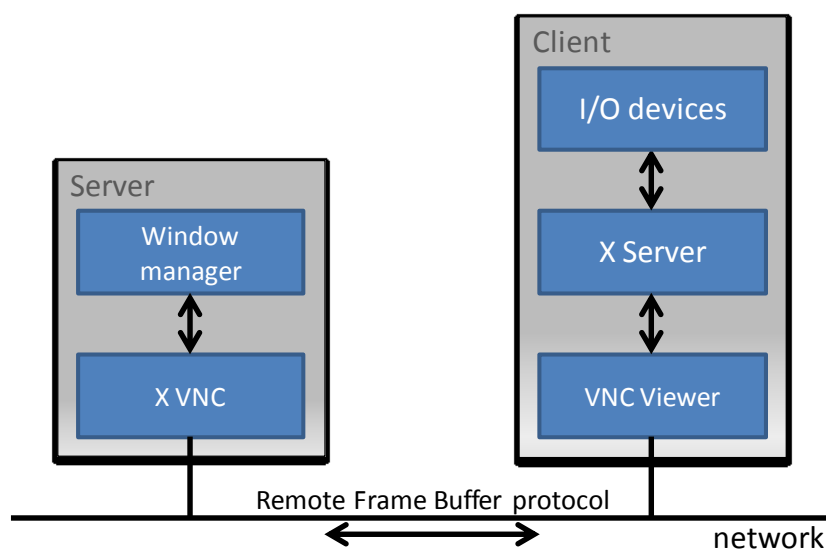 Client
I/O devices
Server
Window
manager
X Server
X VNC
VNC Viewer
Remote Frame Buffer protocol
network